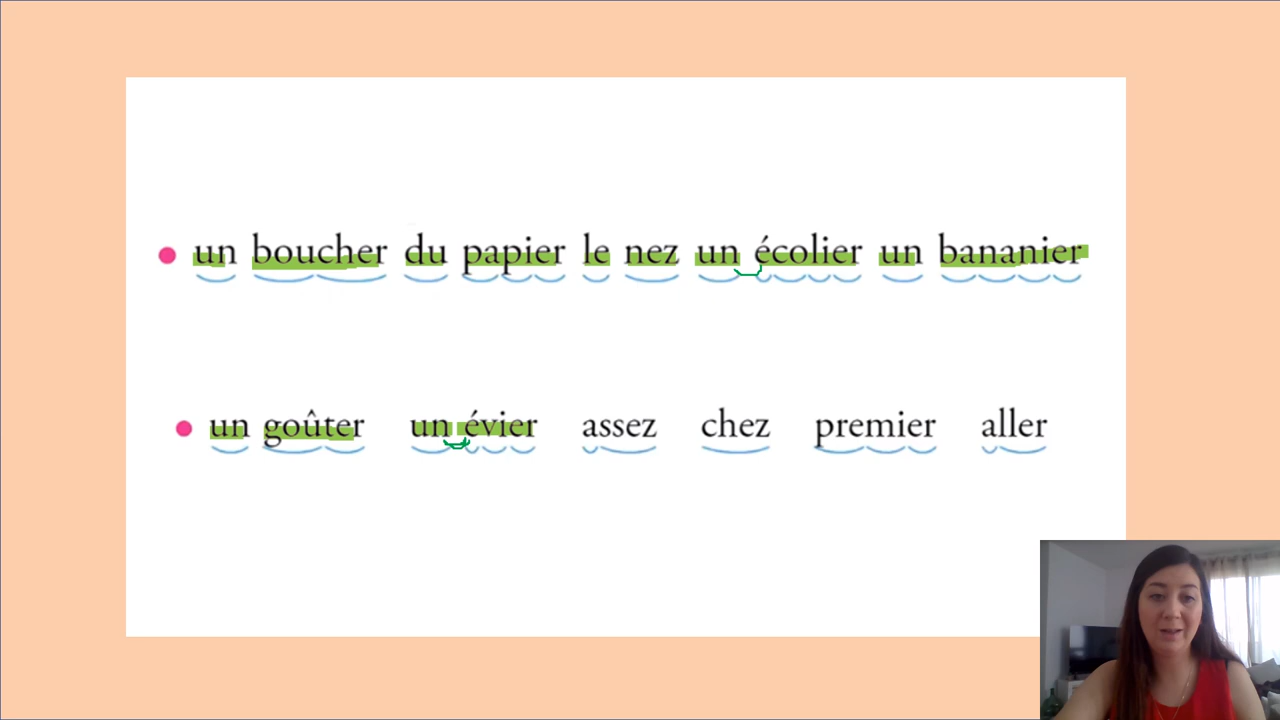 un boucher du papier le nez un écolier un bananier
un goûter un évier assez chez premier aller